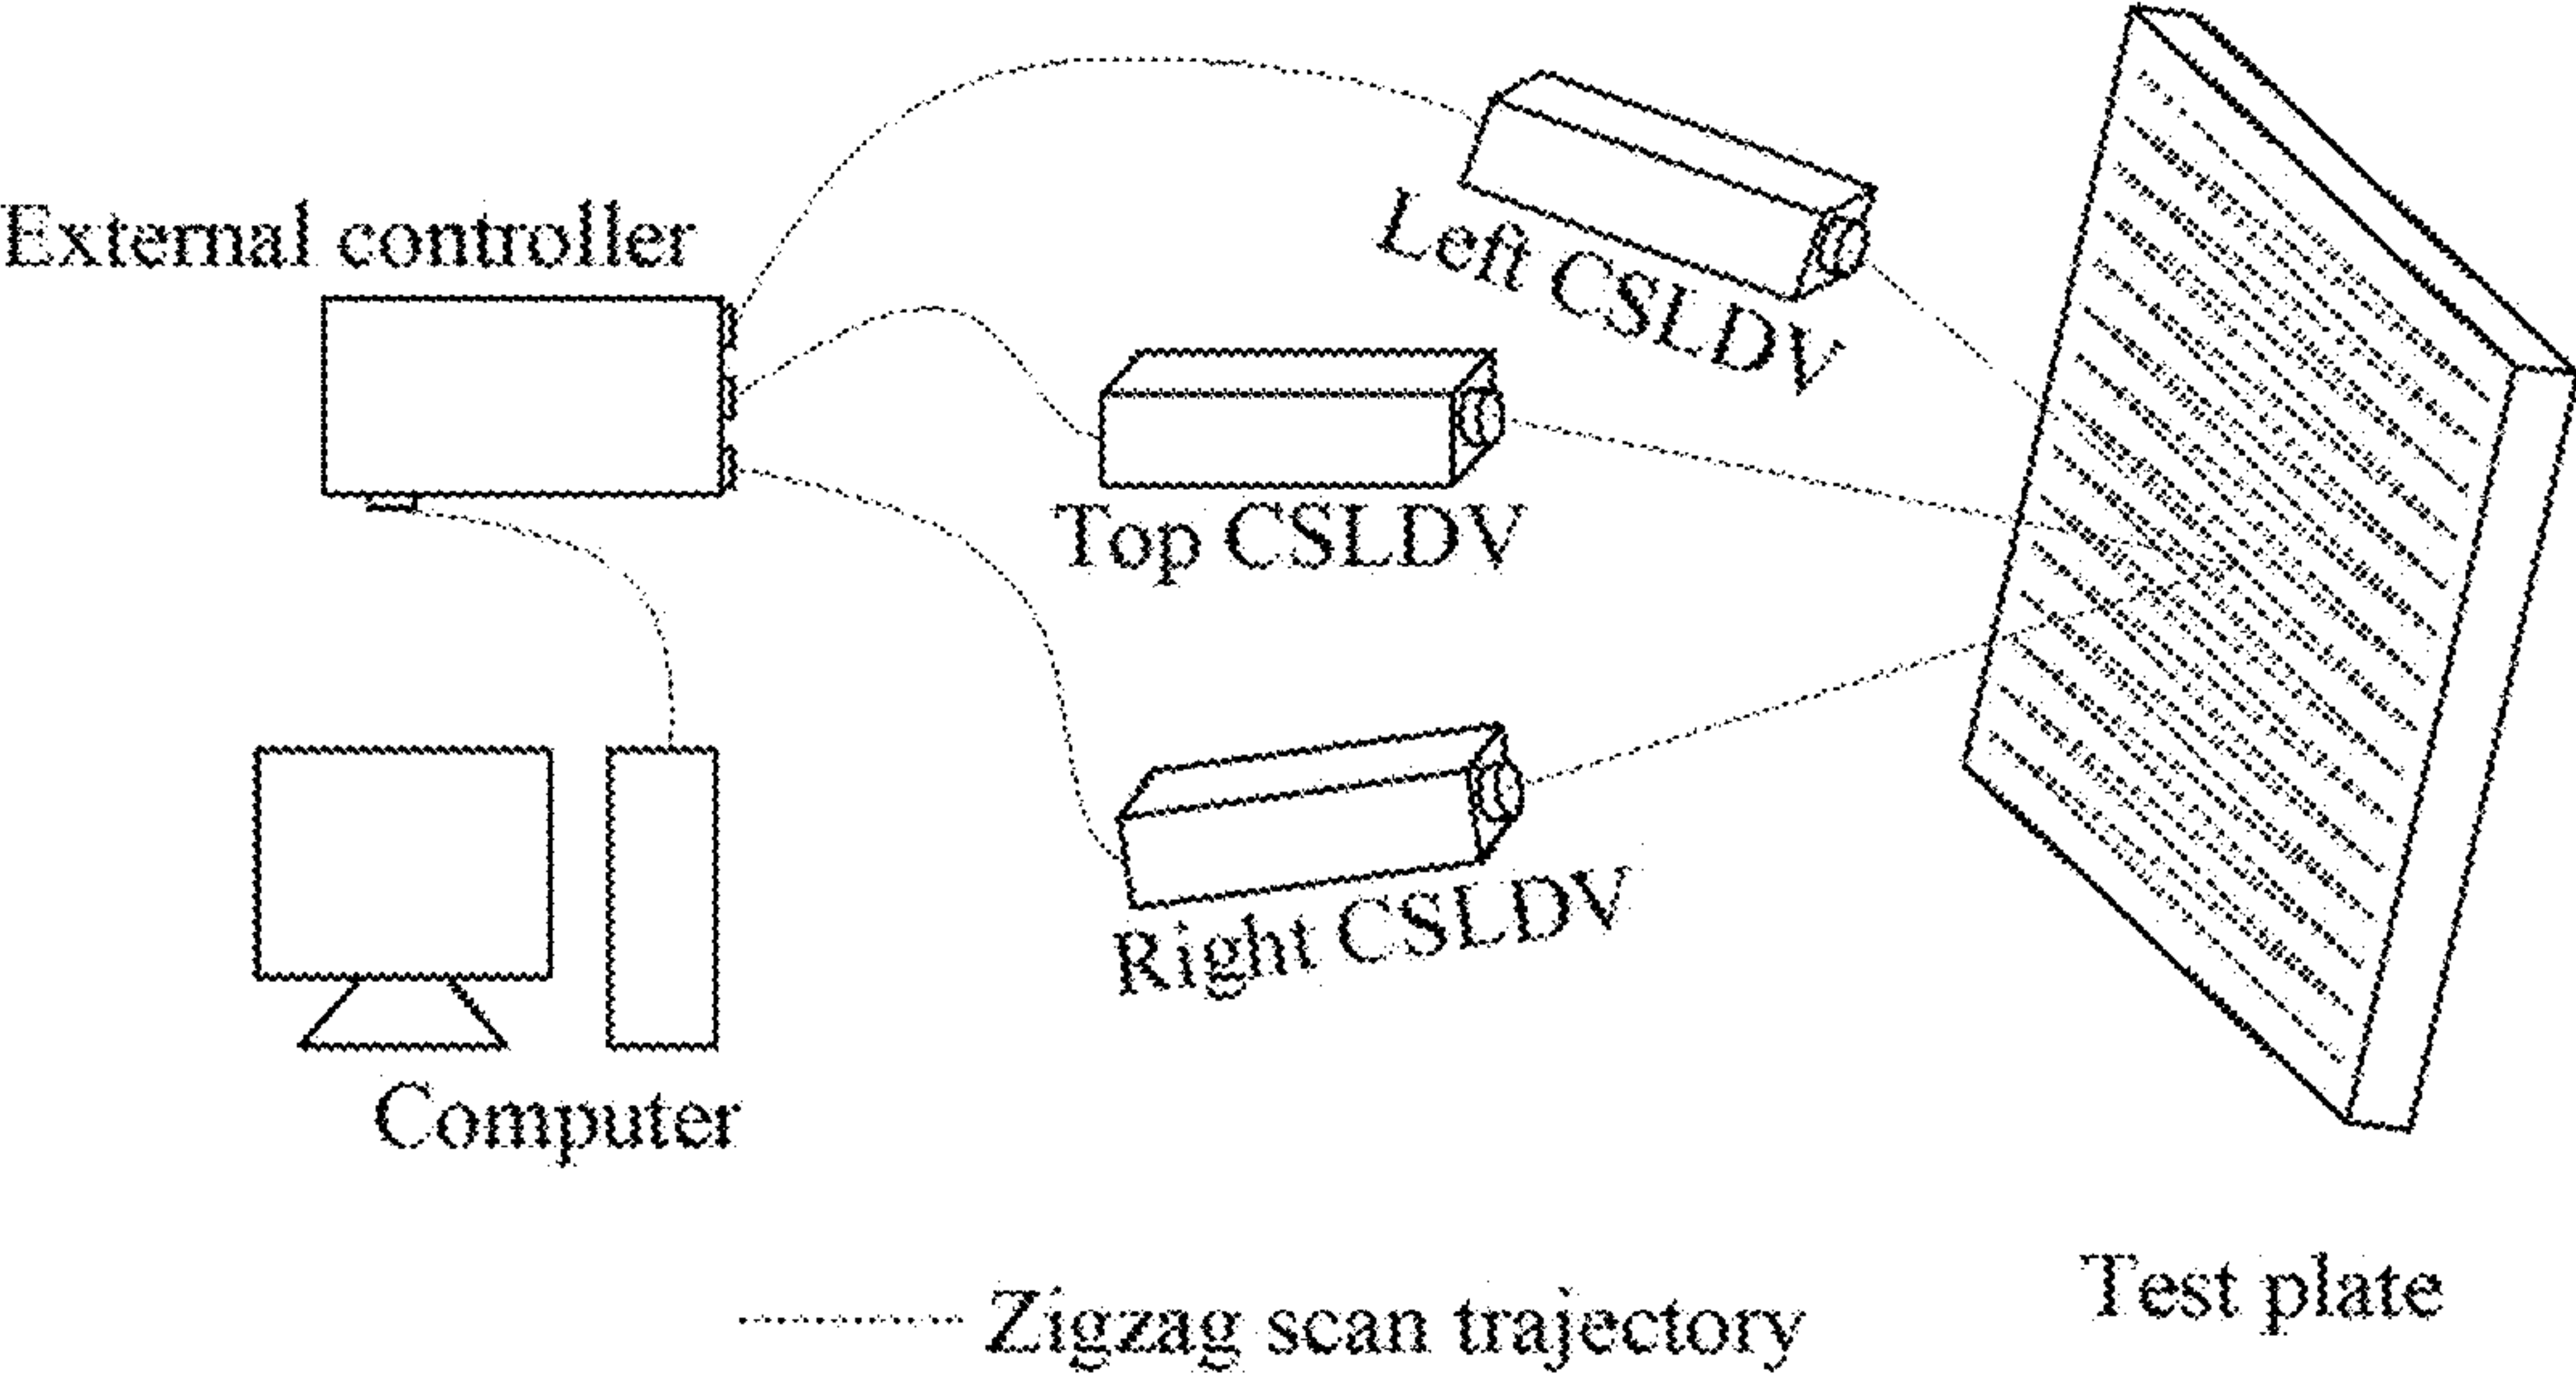 External controller
Left CSLDV
Top CSLDV
Right CSLDV
Computer
Test plate
Zigzag scan trajectory